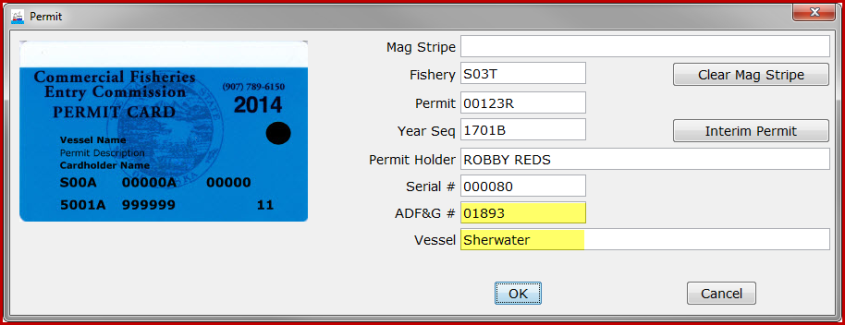 Permit
Commercial Fisheries
Entry Commission
(907) 789-6150
PERMIT CARD
2014
Vessel Name
Permit Description
Cardholder Name
S00A 00000A 00000
5001A 999999 11
Mag Stripe
Fishery S03T
Clear Mag Stripe
Permit 00123R
Year Seq 1701B
Interim Permit
Permit Holder ROBBY REDS
Serial # 000080
ADF&G # 01893
Vessel Sherwater
OK
Cancel